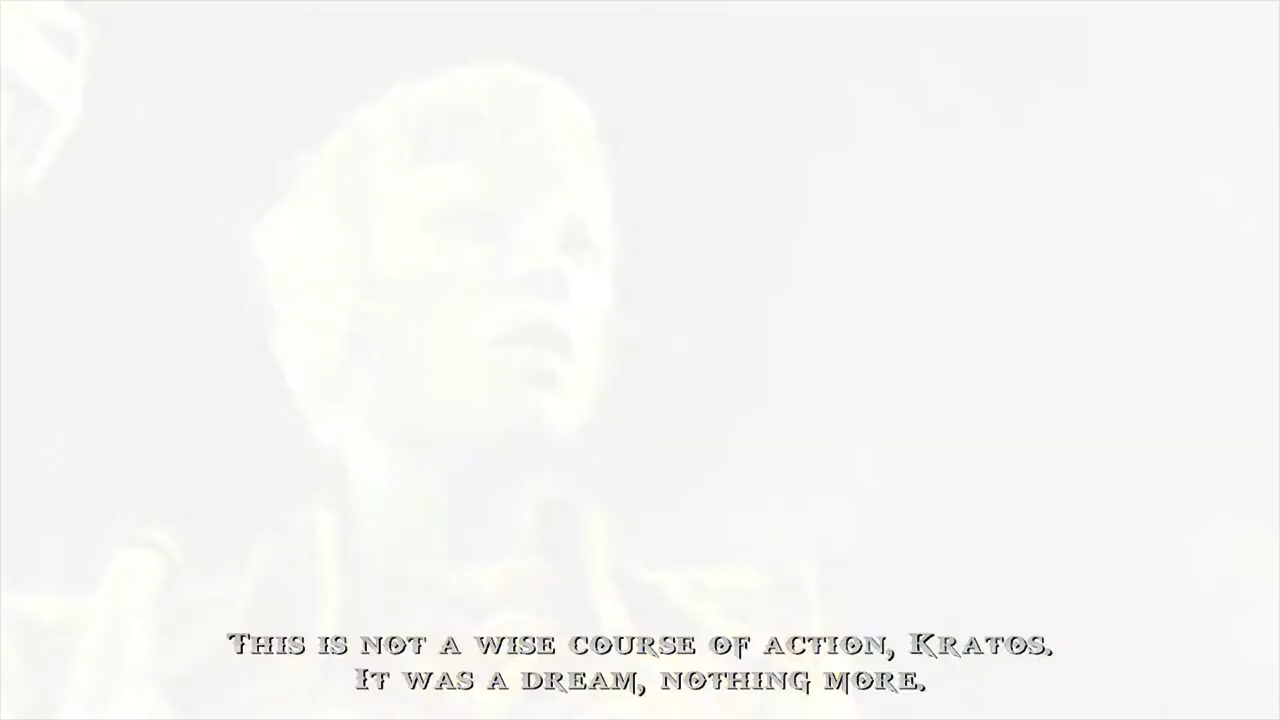 This is not a wise course of action, Kratos.
It was a dream, nothing more.